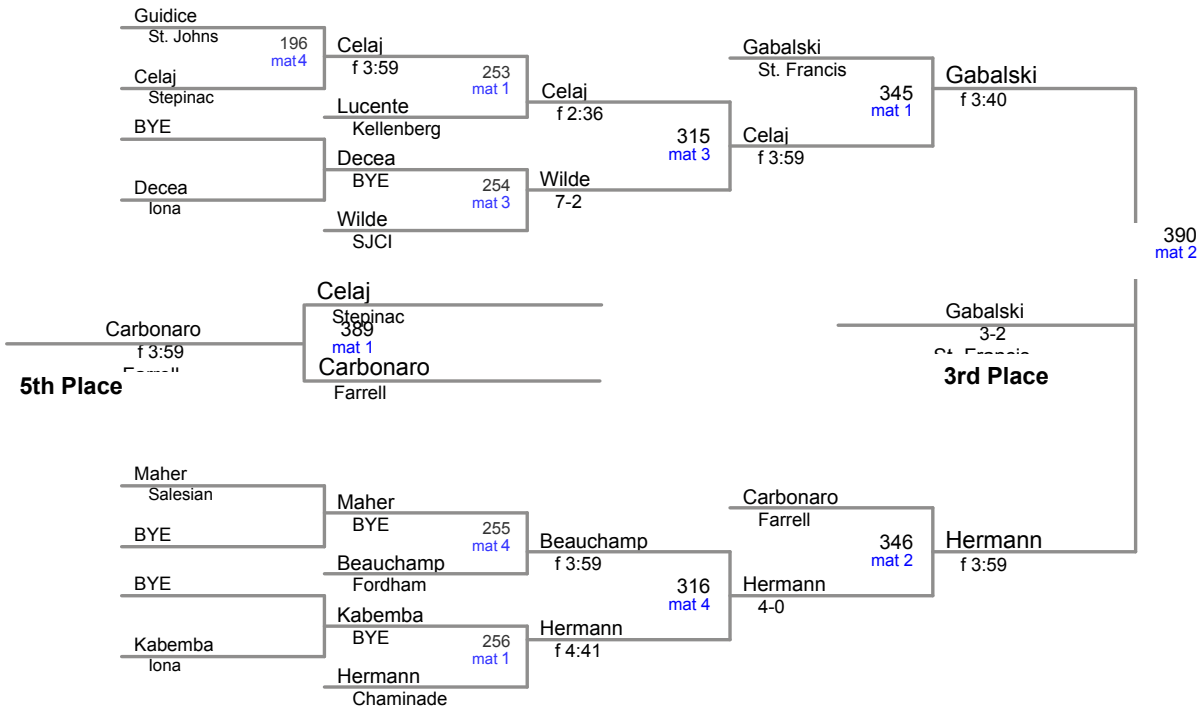 Guidice
St. Johns
196
mat 4
Celaj
Stepinac
Celaj
f 3:59
253
mat 1
Lucente
Kellenberg
BYE
Decea
Iona
Decea
BYE
254
mat 3
Wilde
SJCI
Celaj
f 2:36
315
mat 3
Wilde
7-2
Gabalski
St. Francis
345
mat 1
Celaj
f 3:59
Gabalski
f 3:40
390
mat 2
Celaj
Stepinac
389
mat 1
Carbonaro
Farrell
Carbonaro
f 3:59
Farrell
5th Place
Gabalski
3-2
St. Francis
3rd Place
Maher
Salesian
BYE
Maher
BYE
255
mat 4
Beauchamp
Fordham
BYE
Kabemba
Iona
Kabemba
BYE
256
mat 1
Hermann
Chaminade
Beauchamp
f 3:59
316
mat 4
Hermann
f 4:41
Carbonaro
Farrell
346
mat 2
Hermann
4-0
Hermann
f 3:59